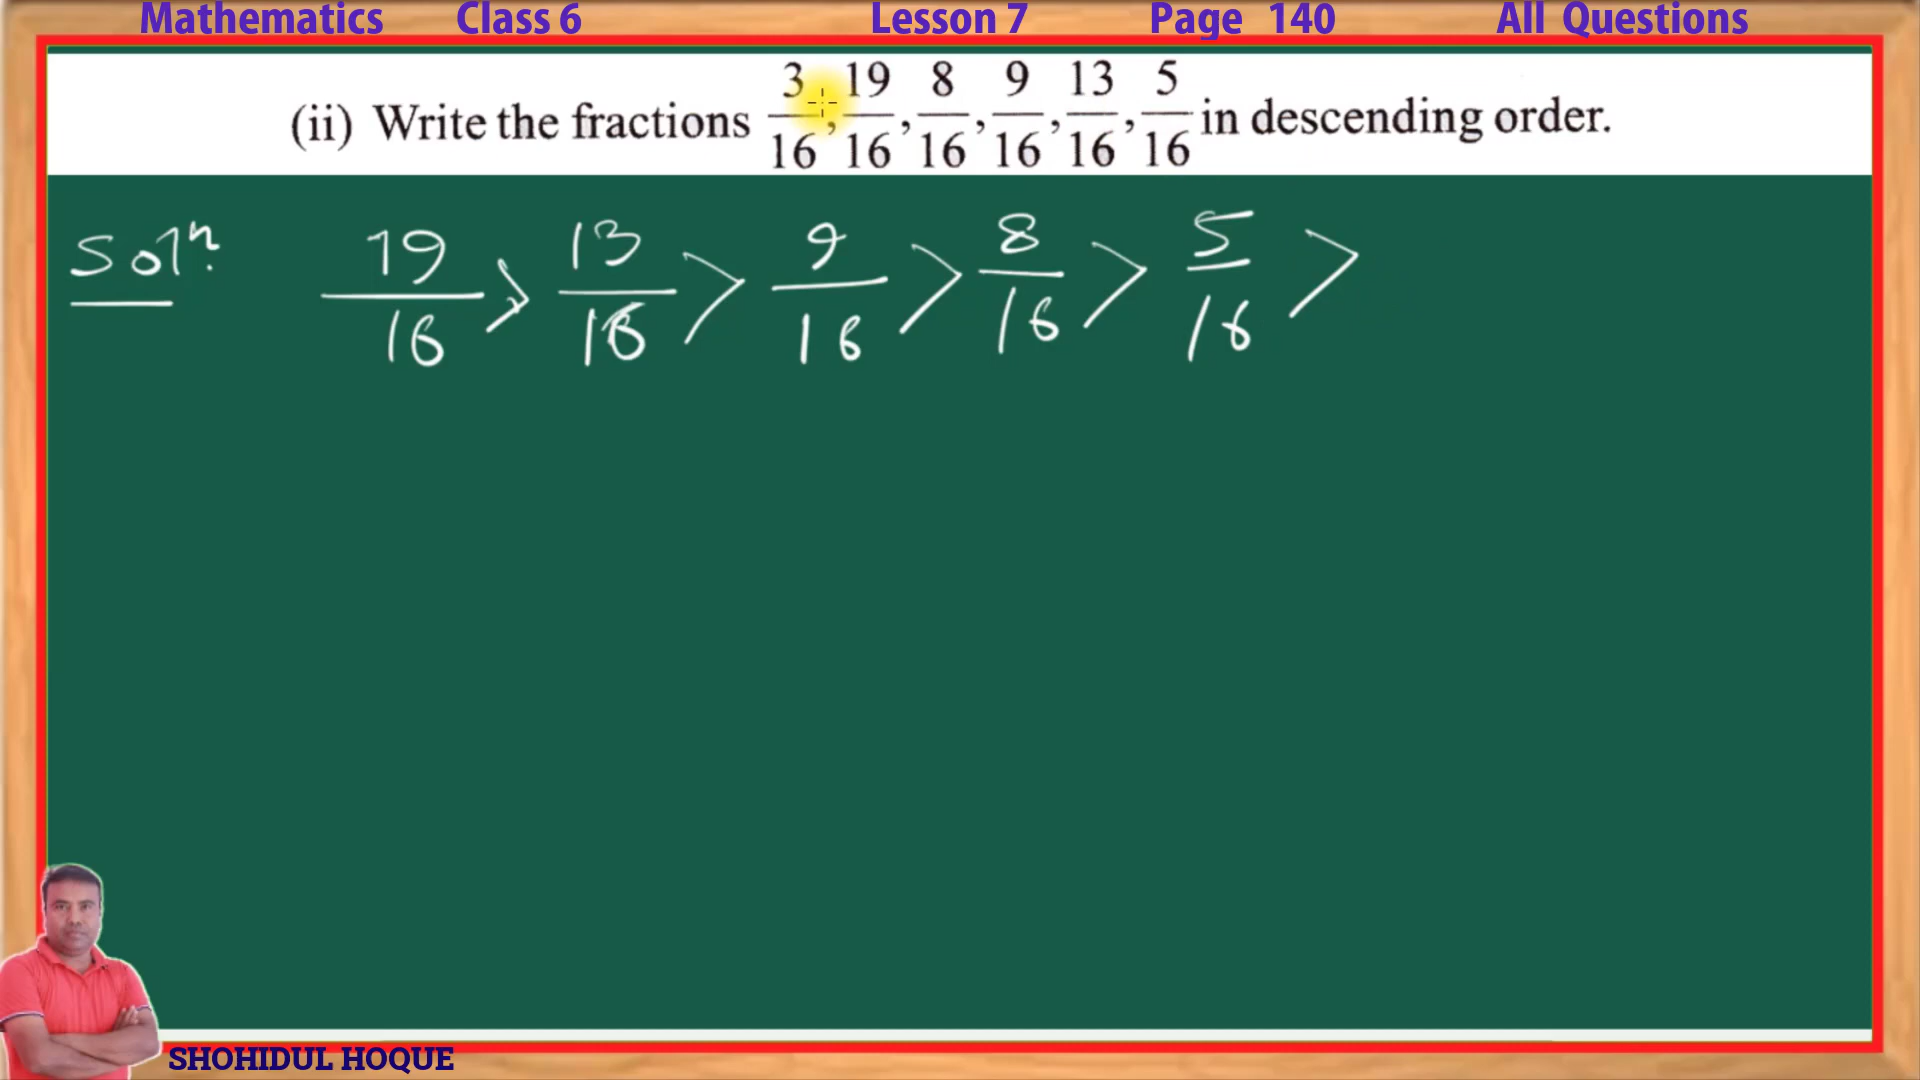 Mathematics Class 6 Lesson 7 Page 140 All Questions
(ii) Write the fractions 3/16, 19/16, 8/16, 9/16, 13/16, 5/16 in descending order.
Solⁿ. 19/16 > 13/16 > 9/16 > 8/16 > 5/16 >
SHOHIDUL HOQUE